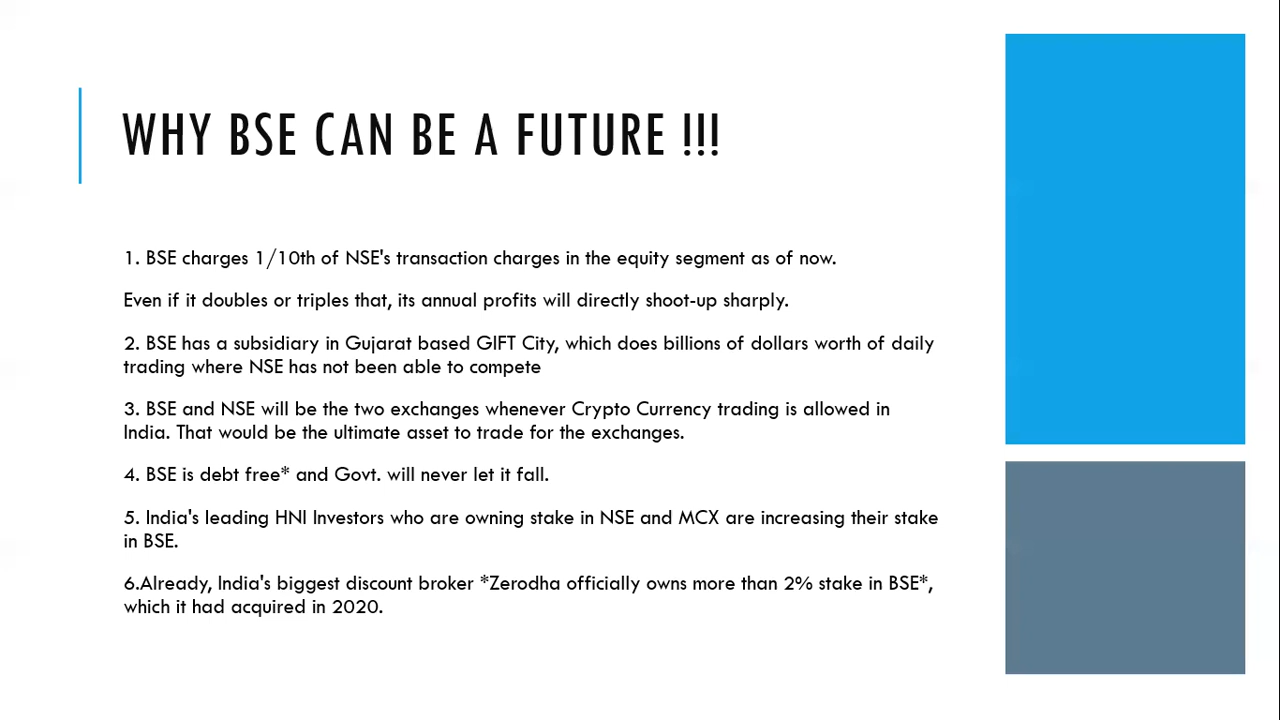 WHY BSE CAN BE A FUTURE !!!
1. BSE charges 1/10th of NSE's transaction charges in the equity segment as of now.
Even if it doubles or triples that, its annual profits will directly shoot-up sharply.
2. BSE has a subsidiary in Gujarat based GIFT City, which does billions of dollars worth of daily
trading where NSE has not been able to compete
3. BSE and NSE will be the two exchanges whenever Crypto Currency trading is allowed in
India. That would be the ultimate asset to trade for the exchanges.
4. BSE is debt free* and Govt. will never let it fall.
5. India's leading HNI Investors who are owning stake in NSE and MCX are increasing their stake
in BSE.
6.Already, India's biggest discount broker *Zerodha officially owns more than 2% stake in BSE*,
which it had acquired in 2020.